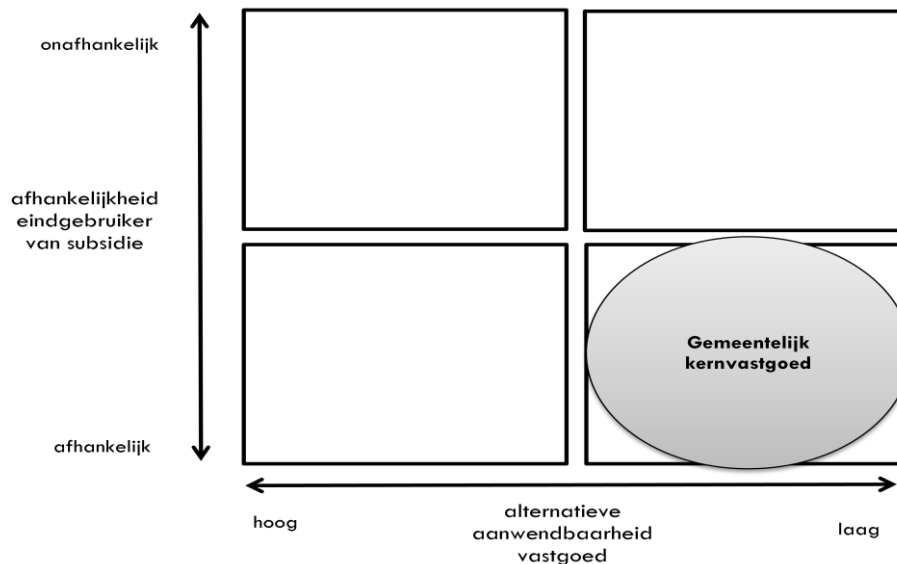 onafhankelijk
afhankelijkheid
eindgebruiker
van subsidie
Gemeentelijk
kernvastgoed
afhankelijk
hoog
alternatieve
aanwendbaarheid
vastgoed
laag